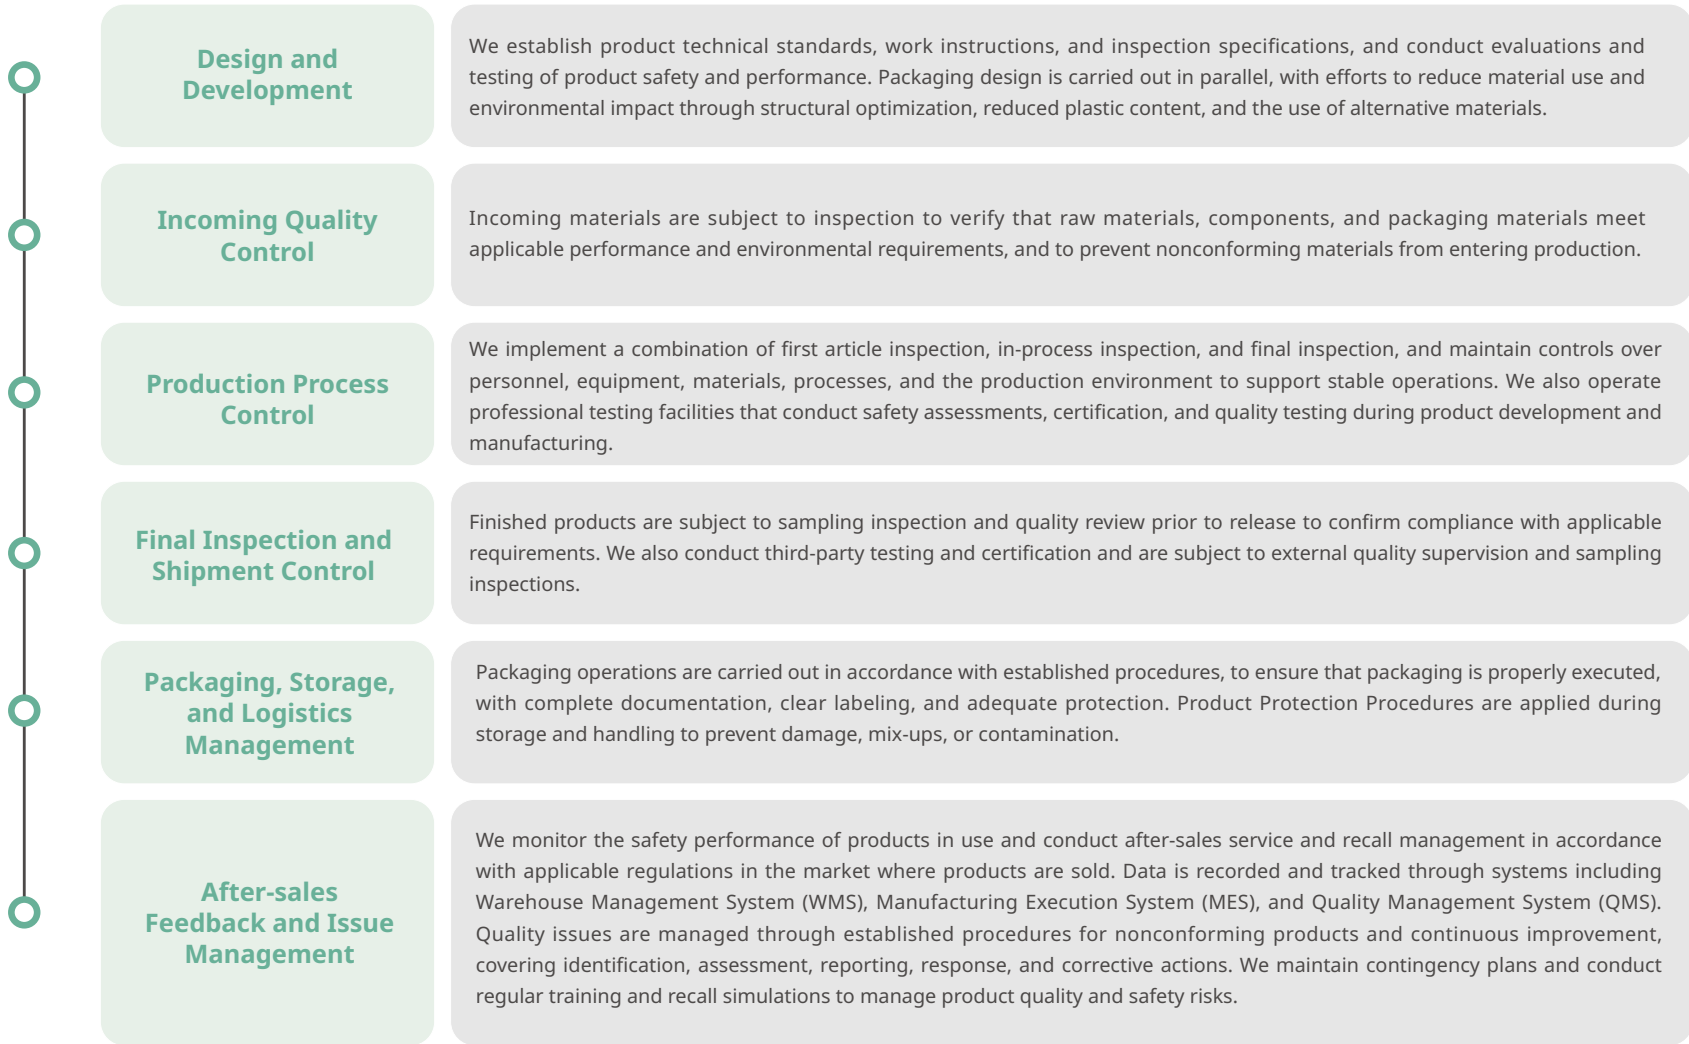 Design and
Development
We establish product technical standards, work instructions, and inspection specifications, and conduct evaluations and
testing of product safety and performance. Packaging design is carried out in parallel, with efforts to reduce material use and
environmental impact through structural optimization, reduced plastic content, and the use of alternative materials.
Incoming Quality
Control
Incoming materials are subject to inspection to verify that raw materials, components, and packaging materials meet
applicable performance and environmental requirements, and to prevent nonconforming materials from entering production.
Production Process
Control
We implement a combination of first article inspection, in-process inspection, and final inspection, and maintain controls over
personnel, equipment, materials, processes, and the production environment to support stable operations. We also operate
professional testing facilities that conduct safety assessments, certification, and quality testing during product development and
manufacturing.
Final Inspection and
Shipment Control
Finished products are subject to sampling inspection and quality review prior to release to confirm compliance with applicable
requirements. We also conduct third-party testing and certification and are subject to external quality supervision and sampling
inspections.
Packaging, Storage,
and Logistics
Management
Packaging operations are carried out in accordance with established procedures, to ensure that packaging is properly executed,
with complete documentation, clear labeling, and adequate protection. Product Protection Procedures are applied during
storage and handling to prevent damage, mix-ups, or contamination.
After-sales
Feedback and Issue
Management
We monitor the safety performance of products in use and conduct after-sales service and recall management in accordance
with applicable regulations in the market where products are sold. Data is recorded and tracked through systems including
Warehouse Management System (WMS), Manufacturing Execution System (MES), and Quality Management System (QMS).
Quality issues are managed through established procedures for nonconforming products and continuous improvement,
covering identification, assessment, reporting, response, and corrective actions. We maintain contingency plans and conduct
regular training and recall simulations to manage product quality and safety risks.